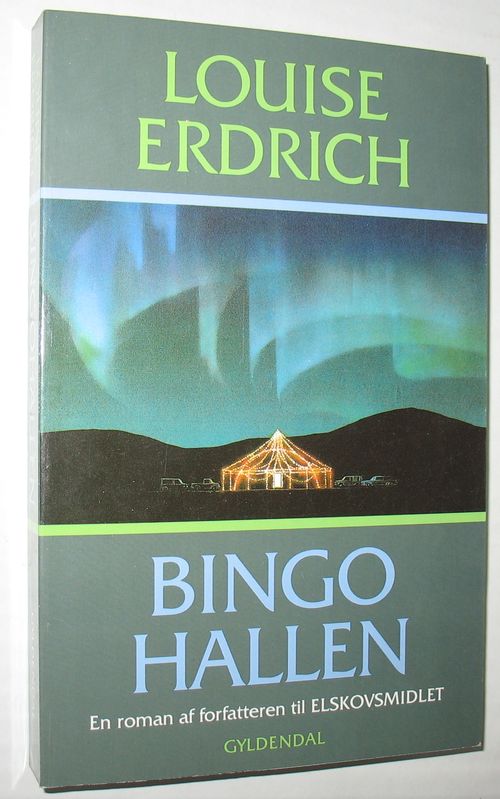 LOUISE
ERDRICH
BINGO
HALLEN
En roman af forfatteren til ELSKOVSMIDLET
GYLDENDAL